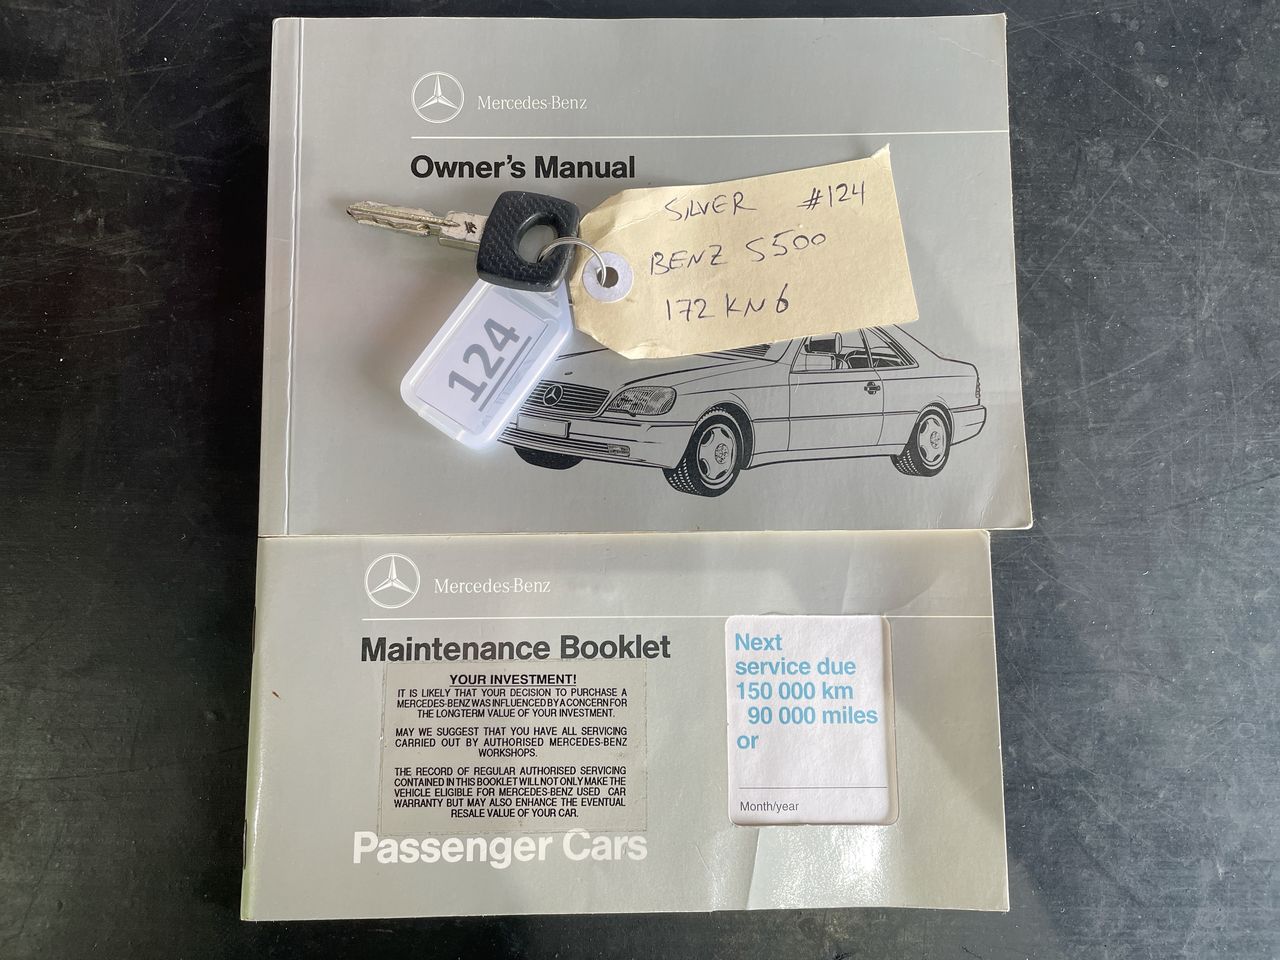 Mercedes-Benz
Owner's Manual
SILVER #124
BENZ S500
172 KN6
124
Mercedes-Benz
Maintenance Booklet
YOUR INVESTMENT!
IT IS LIKELY THAT YOUR DECISION TO PURCHASE A
MERCEDES-BENZ WAS INFLUENCED BY A CONCERN FOR
THE LONGTERM VALUE OF YOUR INVESTMENT.
MAY WE SUGGEST THAT YOU HAVE ALL SERVICING
CARRIED OUT BY AUTHORISED MERCEDES-BENZ
WORKSHOPS.
THE RECORD OF REGULAR AUTHORISED SERVICING
CONTAINED IN THIS BOOKLET WILL NOT ONLY MAKE THE
VEHICLE ELIGIBLE FOR MERCEDES-BENZ USED CAR
WARRANTY BUT MAY ALSO ENHANCE THE EVENTUAL
RESALE VALUE OF YOUR CAR.
Passenger Cars
Next
service due
150 000 km
90 000 miles
or
Month/year